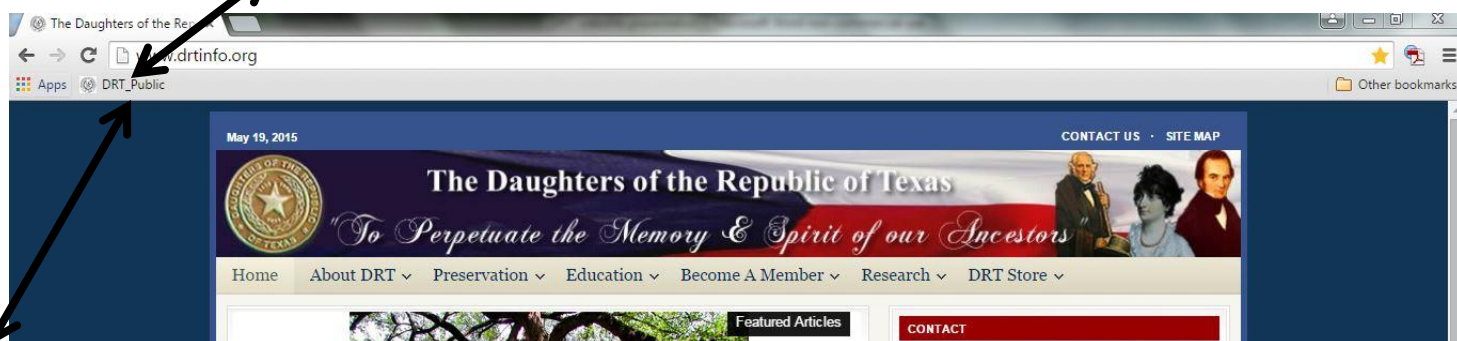 The Daughters of the Rep
www.drtinfo.org
Apps DRT_Public Other bookmarks
May 19, 2015 CONTACT US · SITE MAP
The Daughters of the Republic of Texas
"To Perpetuate the Memory & Spirit of our Ancestors"
Home About DRT Preservation Education Become A Member Research DRT Store
Featured Articles
CONTACT